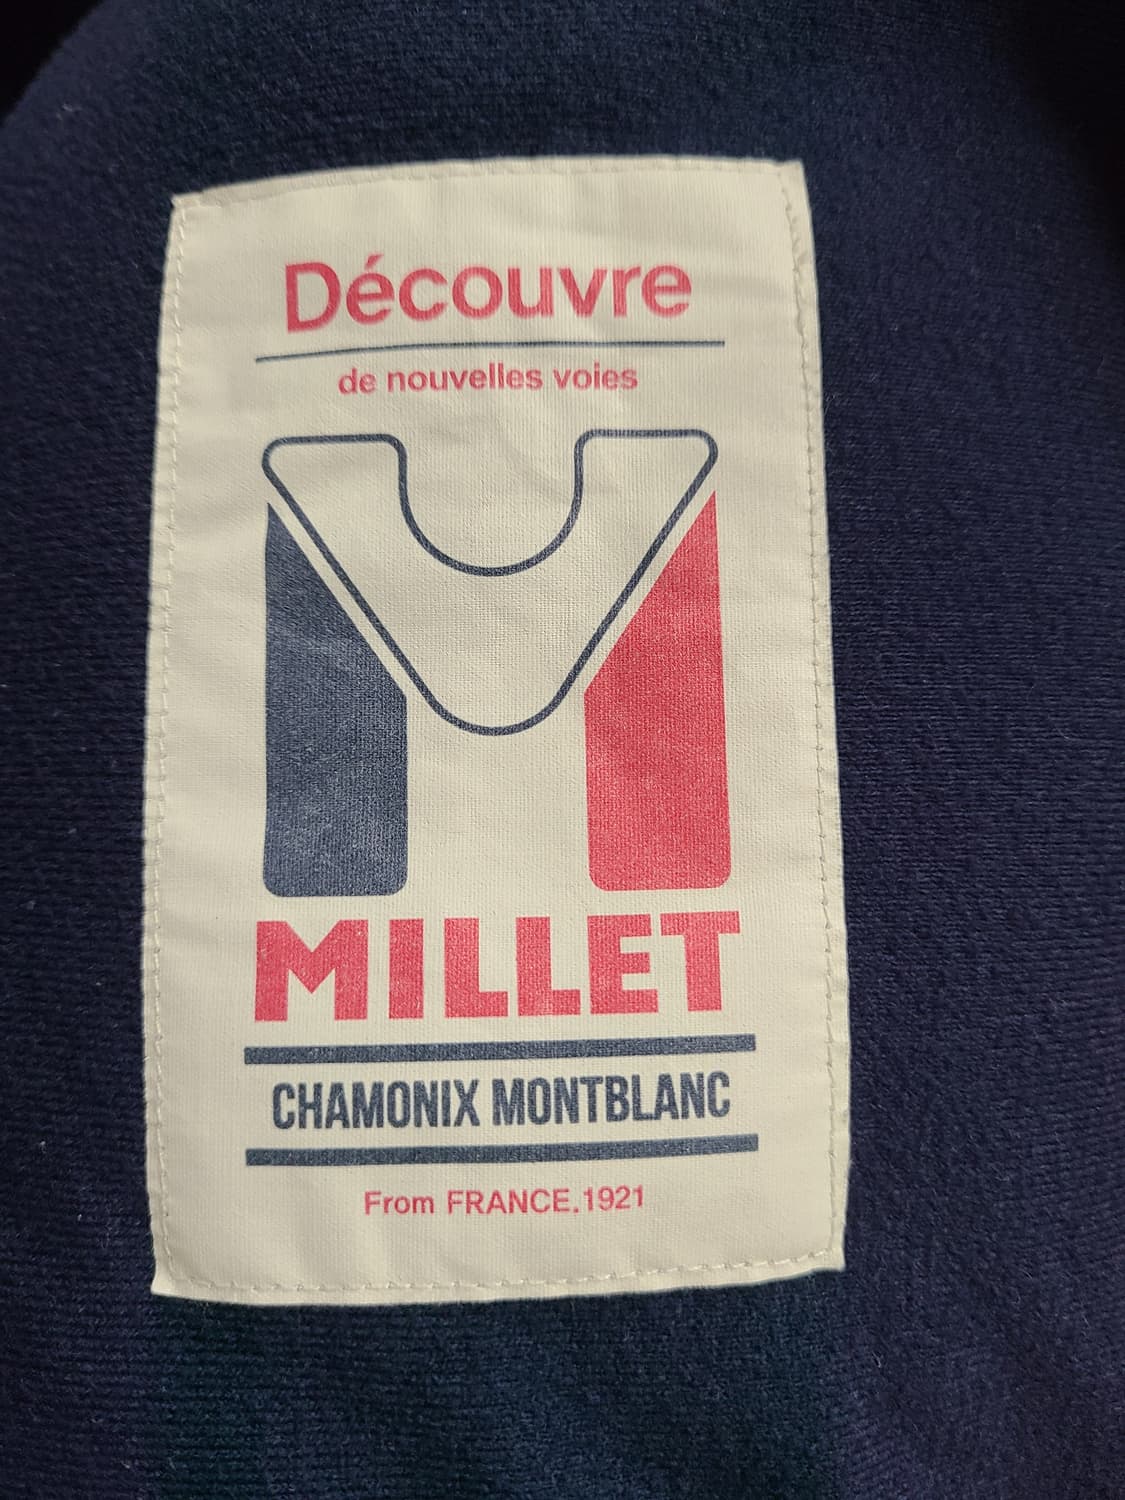 Découvre
de nouvelles voies
MILLET
CHAMONIX MONTBLANC
From FRANCE.1921